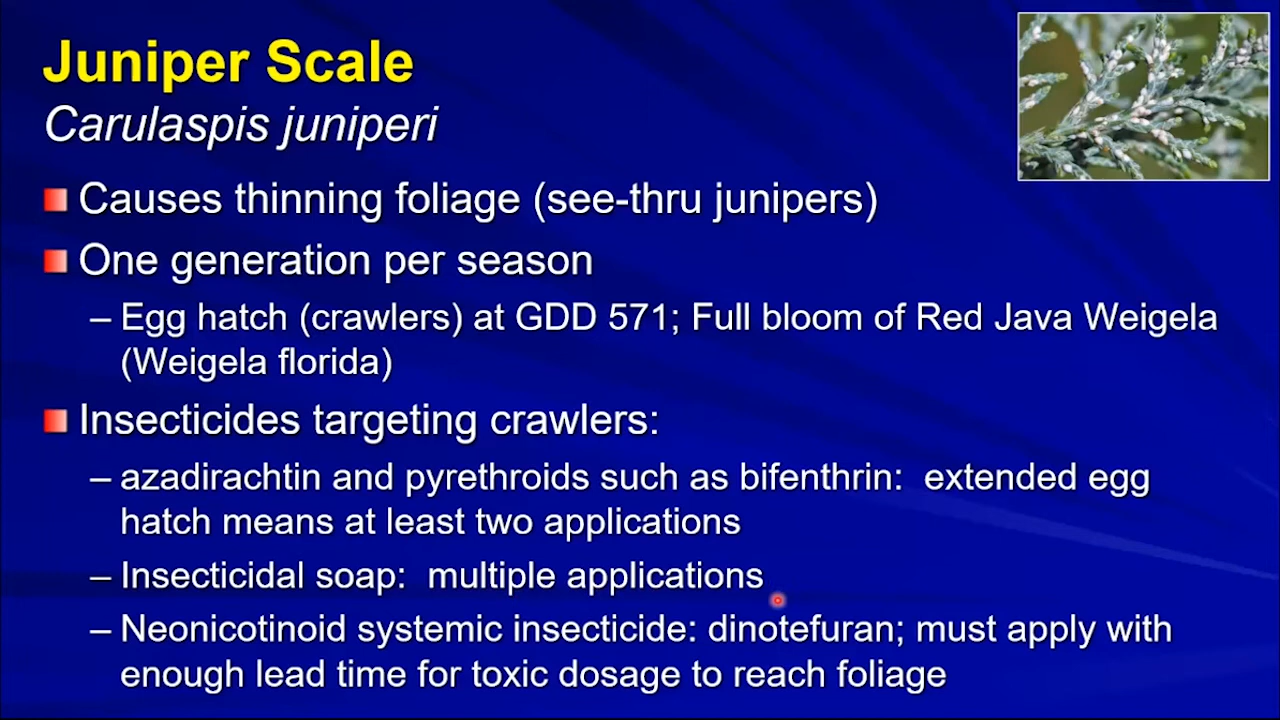 Juniper Scale
Carulaspis juniperi
Causes thinning foliage (see-thru junipers)
One generation per season
– Egg hatch (crawlers) at GDD 571; Full bloom of Red Java Weigela
(Weigela florida)
Insecticides targeting crawlers:
– azadirachtin and pyrethroids such as bifenthrin:  extended egg
hatch means at least two applications
– Insecticidal soap:  multiple applications
– Neonicotinoid systemic insecticide: dinotefuran; must apply with
enough lead time for toxic dosage to reach foliage